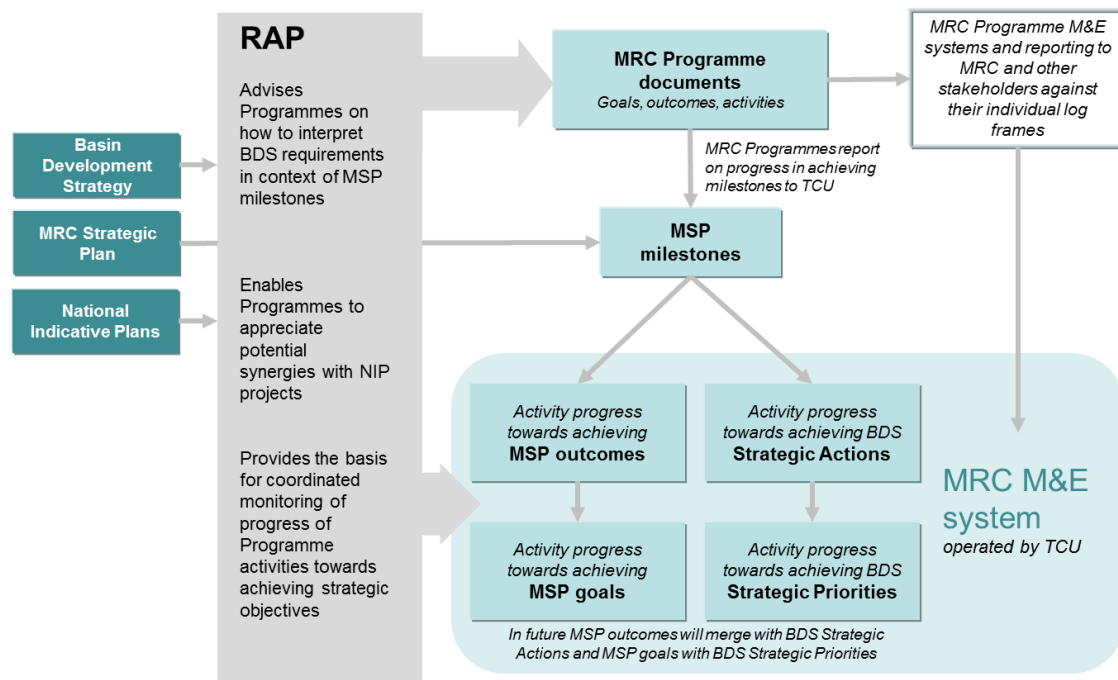 RAP
Advises
Programmes on
how to interpret
BDS requirements
in context of MSP
milestones
Enables
Programmes to
appreciate
potential
synergies with NIP
projects
Provides the basis
for coordinated
monitoring of
progress of
Programme
activities towards
achieving strategic
objectives
Basin
Development
Strategy
MRC Strategic
Plan
National
Indicative Plans
MRC Programme
documents
Goals, outcomes, activities
MRC Programme M&E
systems and reporting to
MRC and other
stakeholders against
their individual log
frames
MRC Programmes report
on progress in achieving
milestones to TCU
MSP
milestones
Activity progress
towards achieving
MSP outcomes
Activity progress
towards achieving BDS
Strategic Actions
Activity progress
towards achieving
MSP goals
Activity progress
towards achieving BDS
Strategic Priorities
In future MSP outcomes will merge with BDS Strategic
Actions and MSP goals with BDS Strategic Priorities
MRC M&E
system
operated by TCU